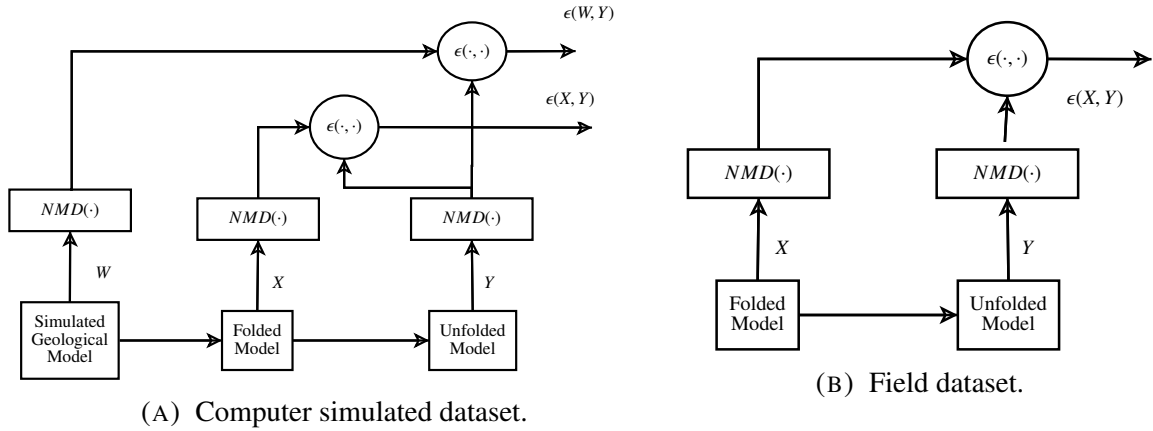 ϵ(W, Y)
ϵ(·, ·)
ϵ(X, Y)
ϵ(·, ·)
NMD(·)
NMD(·)
NMD(·)
W
X
Y
Simulated
Geological
Model
Folded
Model
Unfolded
Model
(A) Computer simulated dataset.
ϵ(·, ·)
ϵ(X, Y)
NMD(·)
NMD(·)
X
Y
Folded
Model
Unfolded
Model
(B) Field dataset.